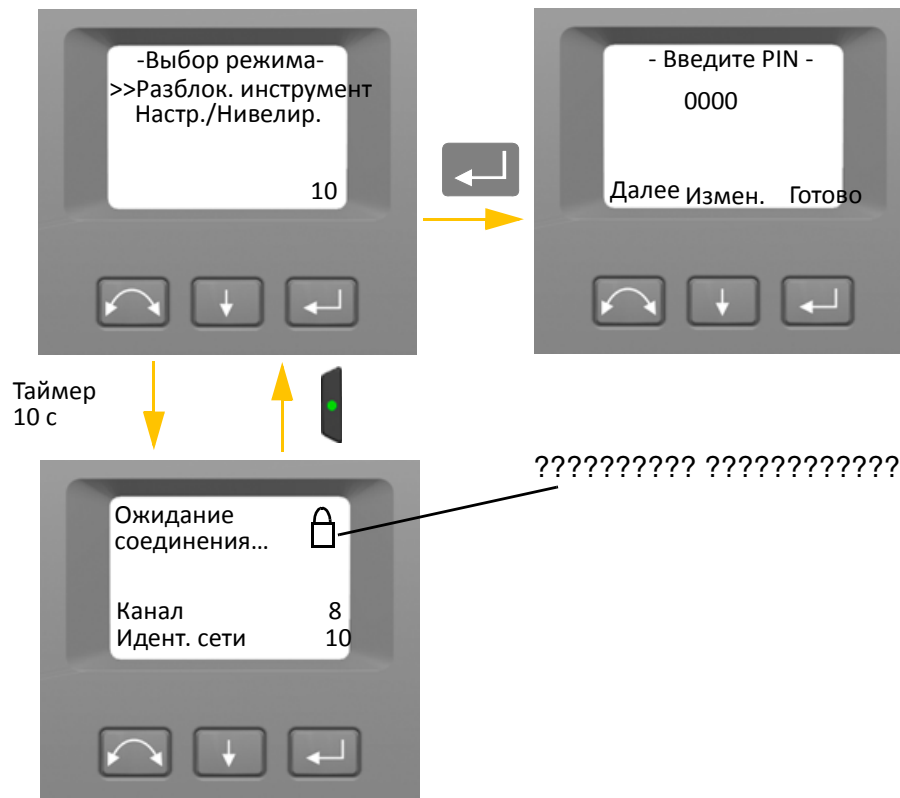 -Выбор режима-
>>Разблок. инструмент
Настр./Нивелир.
10
- Введите PIN -
0000
Далее Измен. Готово
Таймер
10 с
?????????? ????????????
Ожидание
соединения...
Канал 8
Идент. сети 10